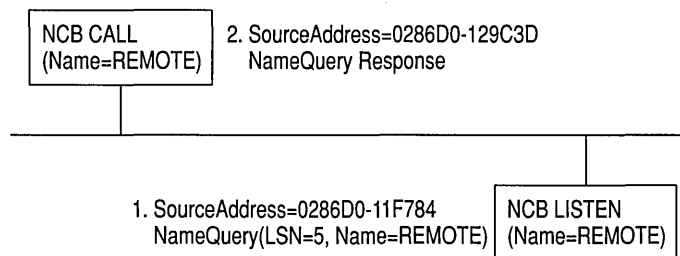 NCB CALL
(Name=REMOTE)
2. SourceAddress=0286D0-129C3D
NameQuery Response
1. SourceAddress=0286D0-11F784
NameQuery(LSN=5, Name=REMOTE)
NCB LISTEN
(Name=REMOTE)